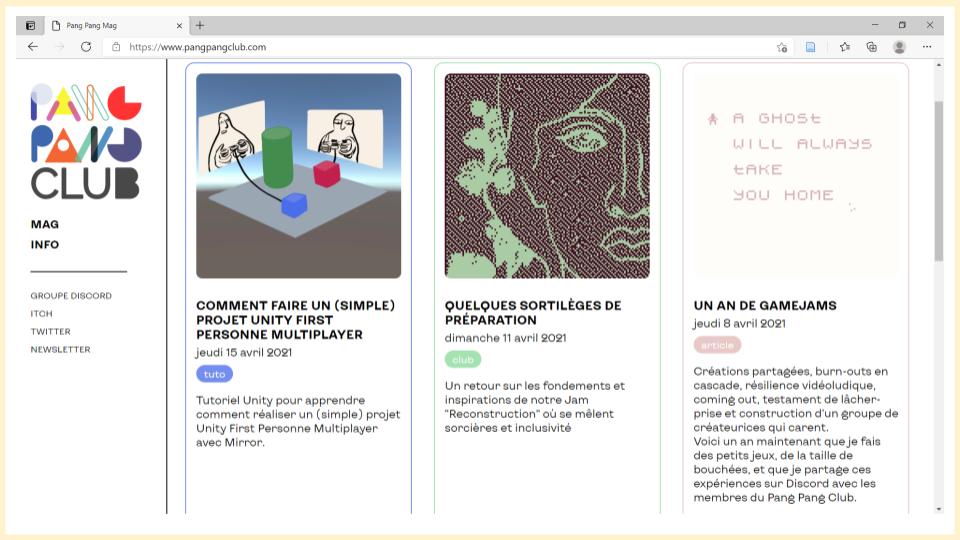 Pang Pang Mag
https://www.pangpangclub.com
PANG
PANG
CLUB
MAG
INFO
GROUPE DISCORD
ITCH
TWITTER
NEWSLETTER
COMMENT FAIRE UN (SIMPLE)
PROJET UNITY FIRST
PERSONNE MULTIPLAYER
jeudi 15 avril 2021
tuto
Tutoriel Unity pour apprendre
comment réaliser un (simple) projet
Unity First Personne Multiplayer
avec Mirror.
QUELQUES SORTILÈGES DE
PRÉPARATION
dimanche 11 avril 2021
club
Un retour sur les fondements et
inspirations de notre Jam
"Reconstruction" où se mêlent
sorcières et inclusivité
A GHOST
WILL ALWAYS
tAKE
YOU HOME
UN AN DE GAMEJAMS
jeudi 8 avril 2021
article
Créations partagées, burn-outs en
cascade, résilience vidéoludique,
coming out, testament de lâcher-
prise et construction d'un groupe de
créateurices qui carent.
Voici un an maintenant que je fais
des petits jeux, de la taille de
bouchées, et que je partage ces
expériences sur Discord avec les
membres du Pang Pang Club.